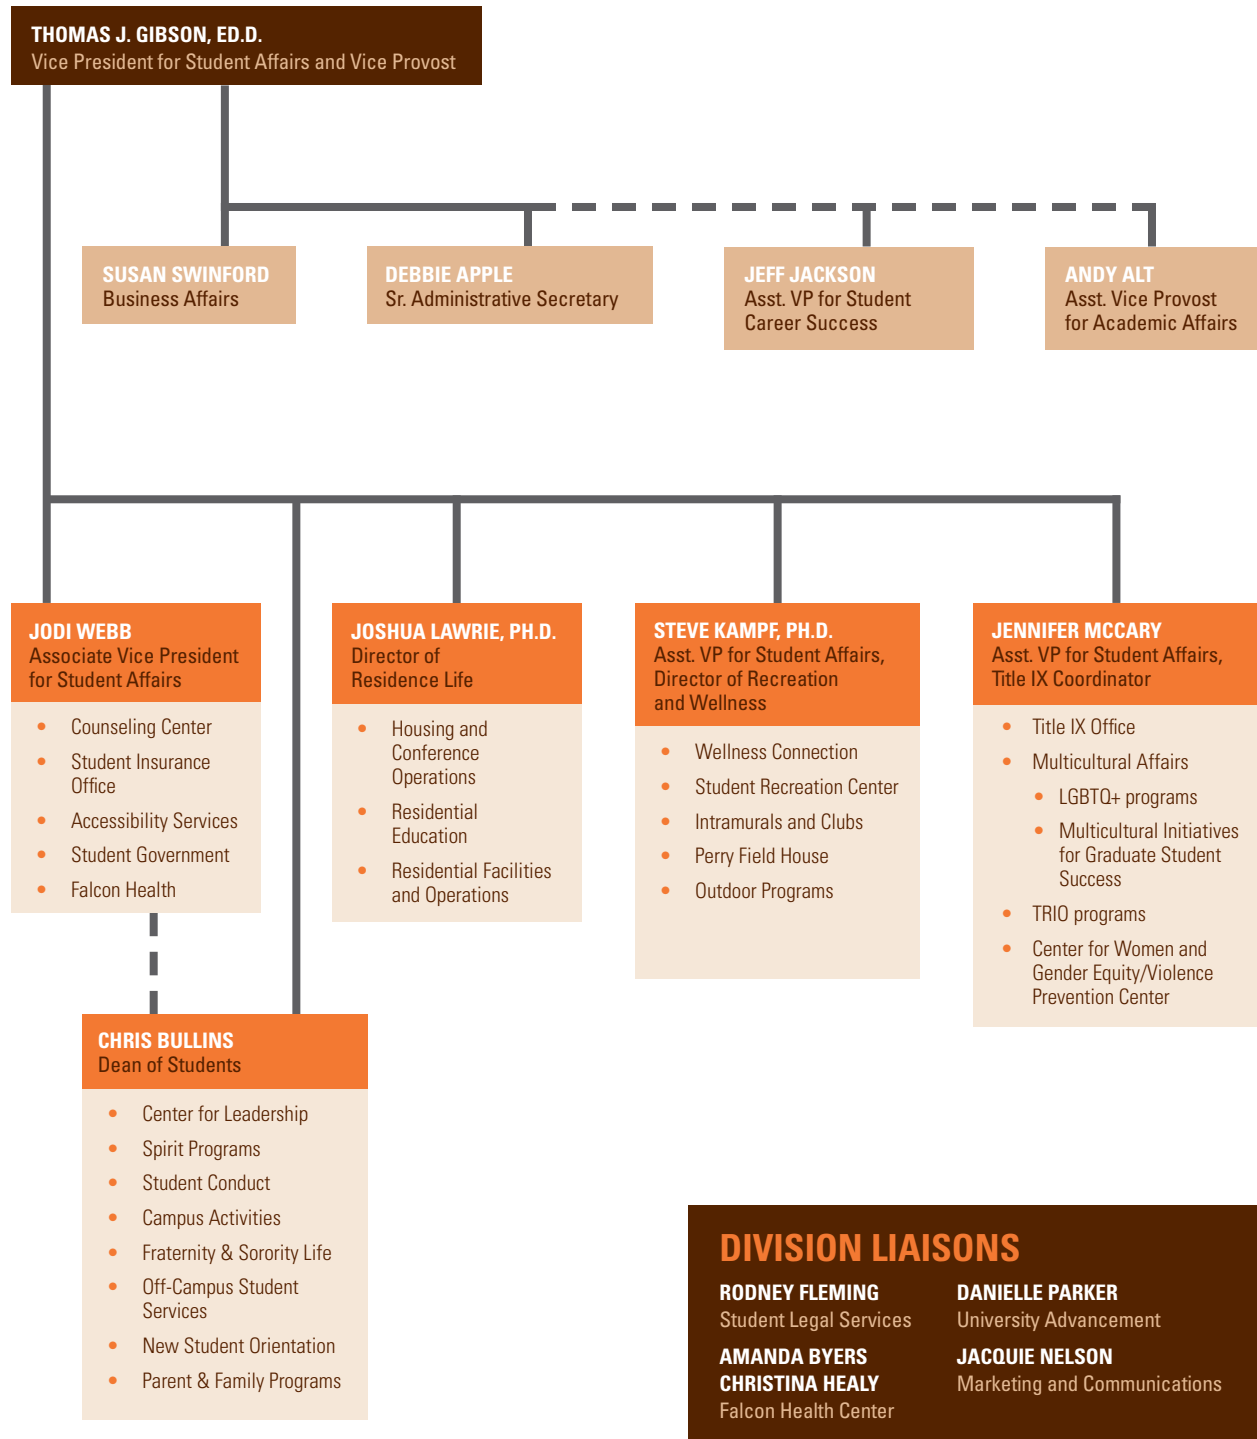 THOMAS J. GIBSON, ED.D.
Vice President for Student Affairs and Vice Provost
SUSAN SWINFORD
Business Affairs
DEBBIE APPLE
Sr. Administrative Secretary
JEFF JACKSON
Asst. VP for Student
Career Success
ANDY ALT
Asst. Vice Provost
for Academic Affairs
JODI WEBB
Associate Vice President
for Student Affairs
• Counseling Center
• Student Insurance
Office
• Accessibility Services
• Student Government
• Falcon Health
JOSHUA LAWRIE, PH.D.
Director of
Residence Life
• Housing and
Conference
Operations
• Residential
Education
• Residential Facilities
and Operations
STEVE KAMPF, PH.D.
Asst. VP for Student Affairs,
Director of Recreation
and Wellness
• Wellness Connection
• Student Recreation Center
• Intramurals and Clubs
• Perry Field House
• Outdoor Programs
JENNIFER MCCARY
Asst. VP for Student Affairs,
Title IX Coordinator
• Title IX Office
• Multicultural Affairs
• LGBTQ+ programs
• Multicultural Initiatives
for Graduate Student
Success
• TRIO programs
• Center for Women and
Gender Equity/Violence
Prevention Center
CHRIS BULLINS
Dean of Students
• Center for Leadership
• Spirit Programs
• Student Conduct
• Campus Activities
• Fraternity & Sorority Life
• Off-Campus Student
Services
• New Student Orientation
• Parent & Family Programs
DIVISION LIAISONS
RODNEY FLEMING
Student Legal Services
AMANDA BYERS
CHRISTINA HEALY
Falcon Health Center
DANIELLE PARKER
University Advancement
JACQUIE NELSON
Marketing and Communications